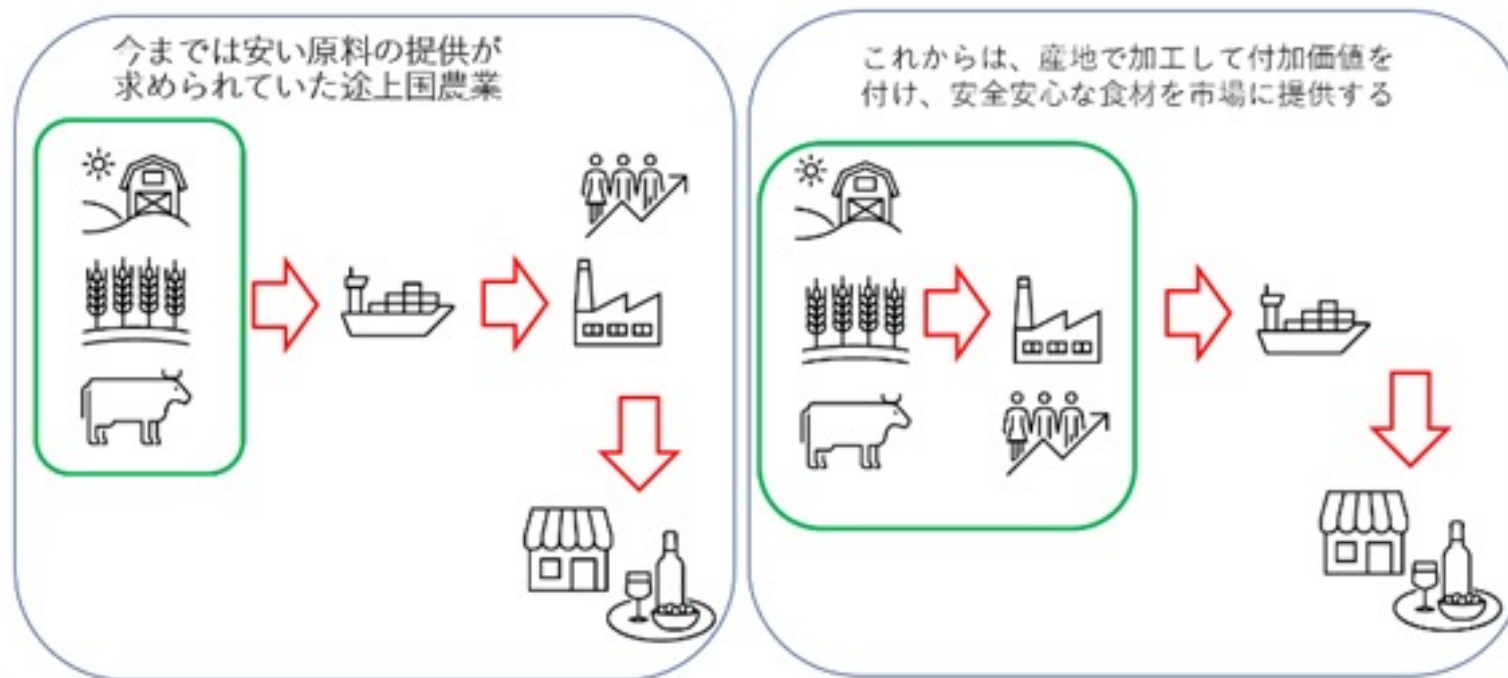 今までは安い原料の提供が
求められていた途上国農業
これからは、産地で加工して付加価値を
付け、安全安心な食材を市場に提供する